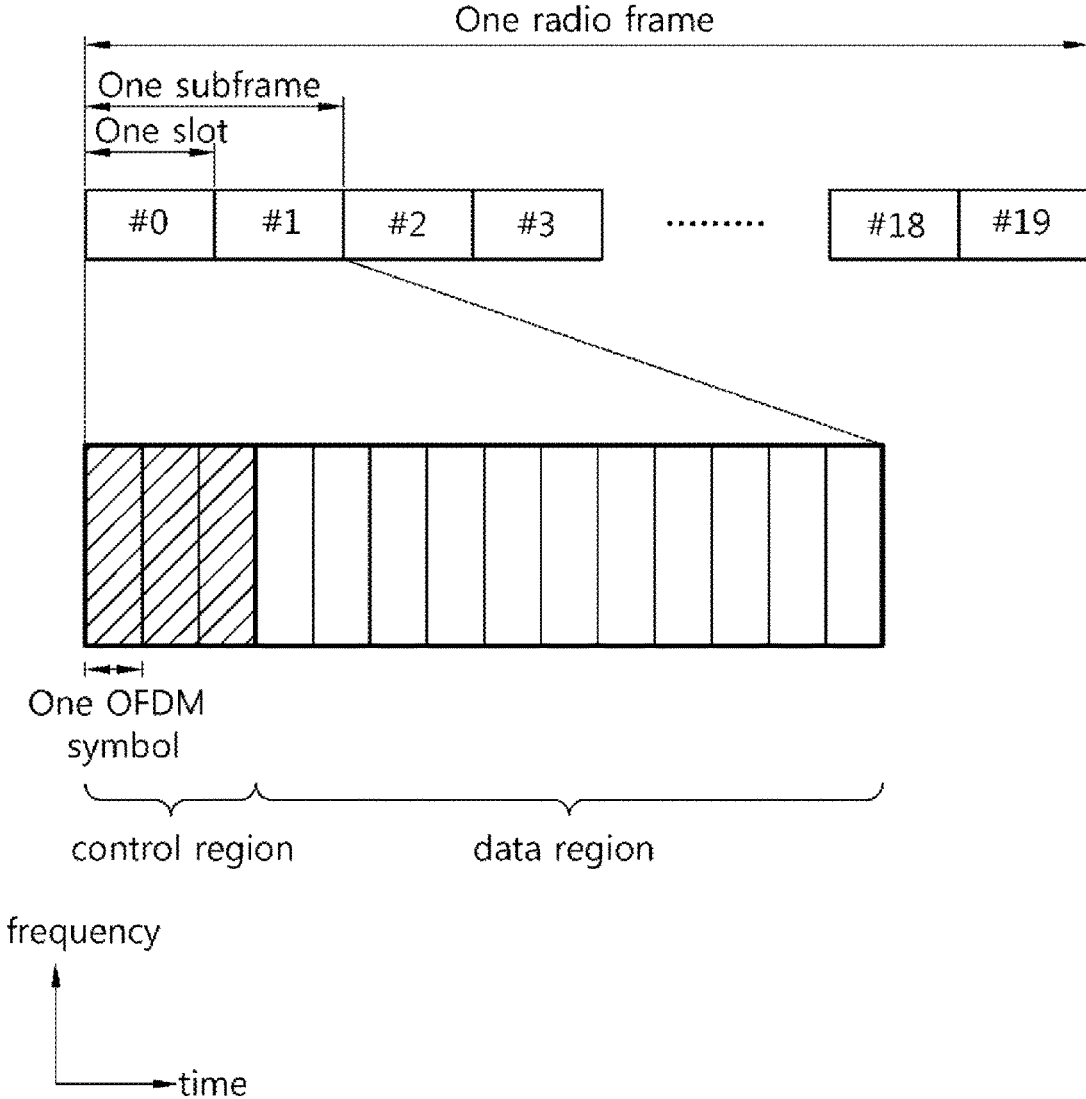 One radio frame
One subframe
One slot
#0 #1 #2 #3 ......... #18 #19
One OFDM
symbol
control region data region
frequency
time